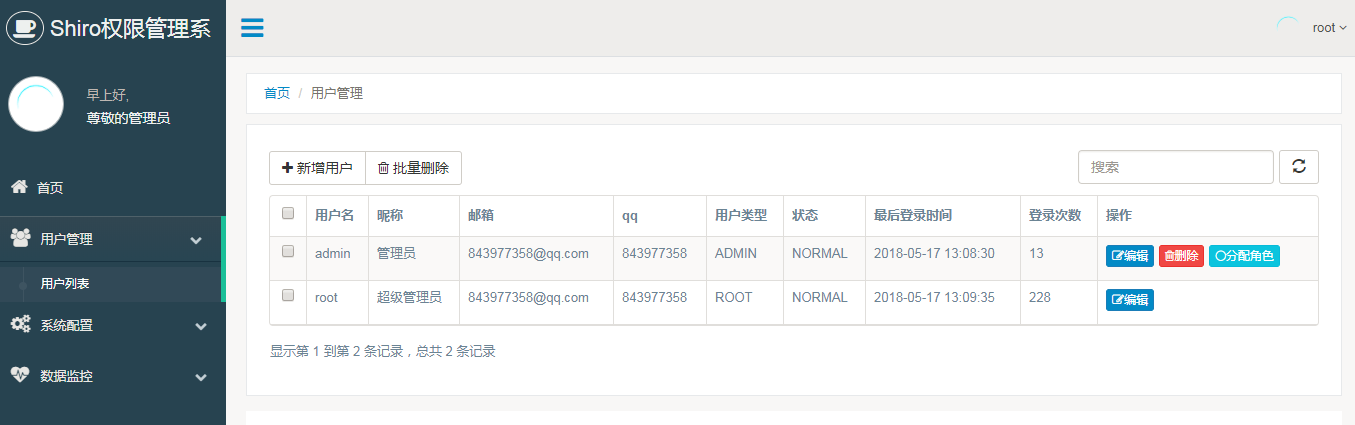 Shiro权限管理系
root
早上好,
尊敬的管理员
首页
用户管理
用户列表
系统配置
数据监控
首页 / 用户管理
新增用户 批量删除 搜索
用户名 昵称 邮箱 qq 用户类型 状态 最后登录时间 登录次数 操作
admin 管理员 843977358@qq.com 843977358 ADMIN NORMAL 2018-05-17 13:08:30 13 编辑 删除 分配角色
root 超级管理员 843977358@qq.com 843977358 ROOT NORMAL 2018-05-17 13:09:35 228 编辑
显示第 1 到第 2 条记录，总共 2 条记录